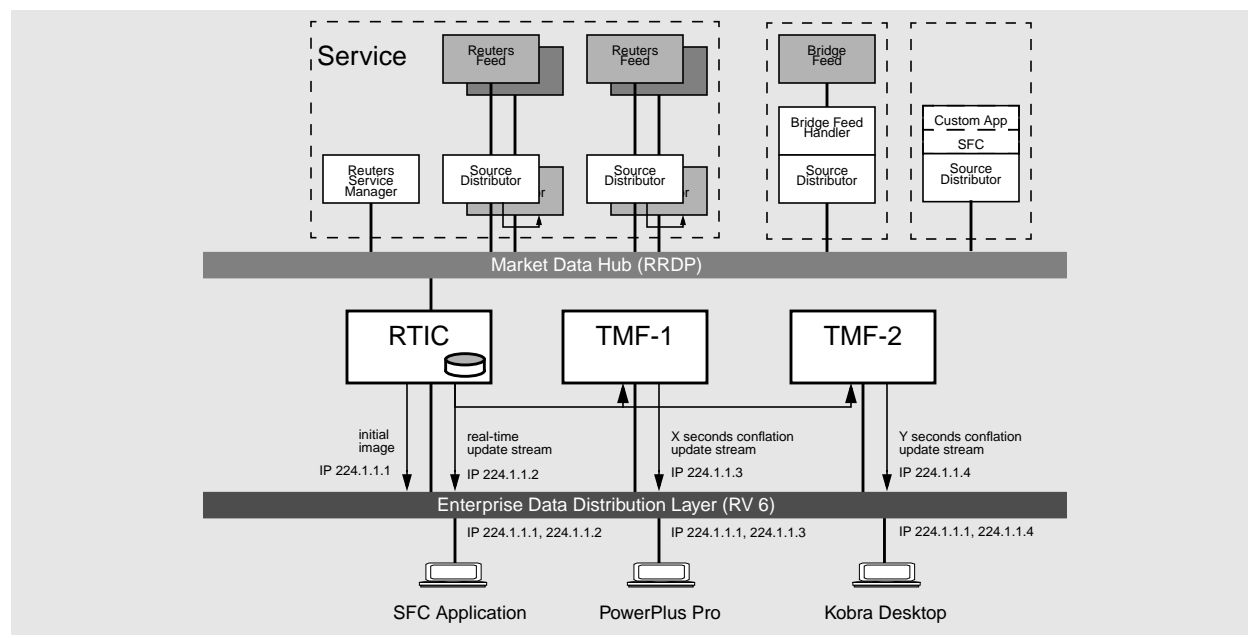 Service
Reuters
Feed
Reuters
Feed
Bridge
Feed
Bridge Feed
Handler
Custom App
SFC
Reuters
Service
Manager
Source
Distributor
r
Source
Distributor
r
Source
Distributor
Source
Distributor
Market Data Hub (RRDP)
RTIC
TMF-1
TMF-2
initial
image
IP 224.1.1.1
real-time
update stream
IP 224.1.1.2
X seconds conflation
update stream
IP 224.1.1.3
Y seconds conflation
update stream
IP 224.1.1.4
Enterprise Data Distribution Layer (RV 6)
IP 224.1.1.1, 224.1.1.2
IP 224.1.1.1, 224.1.1.3
IP 224.1.1.1, 224.1.1.4
SFC Application
PowerPlus Pro
Kobra Desktop